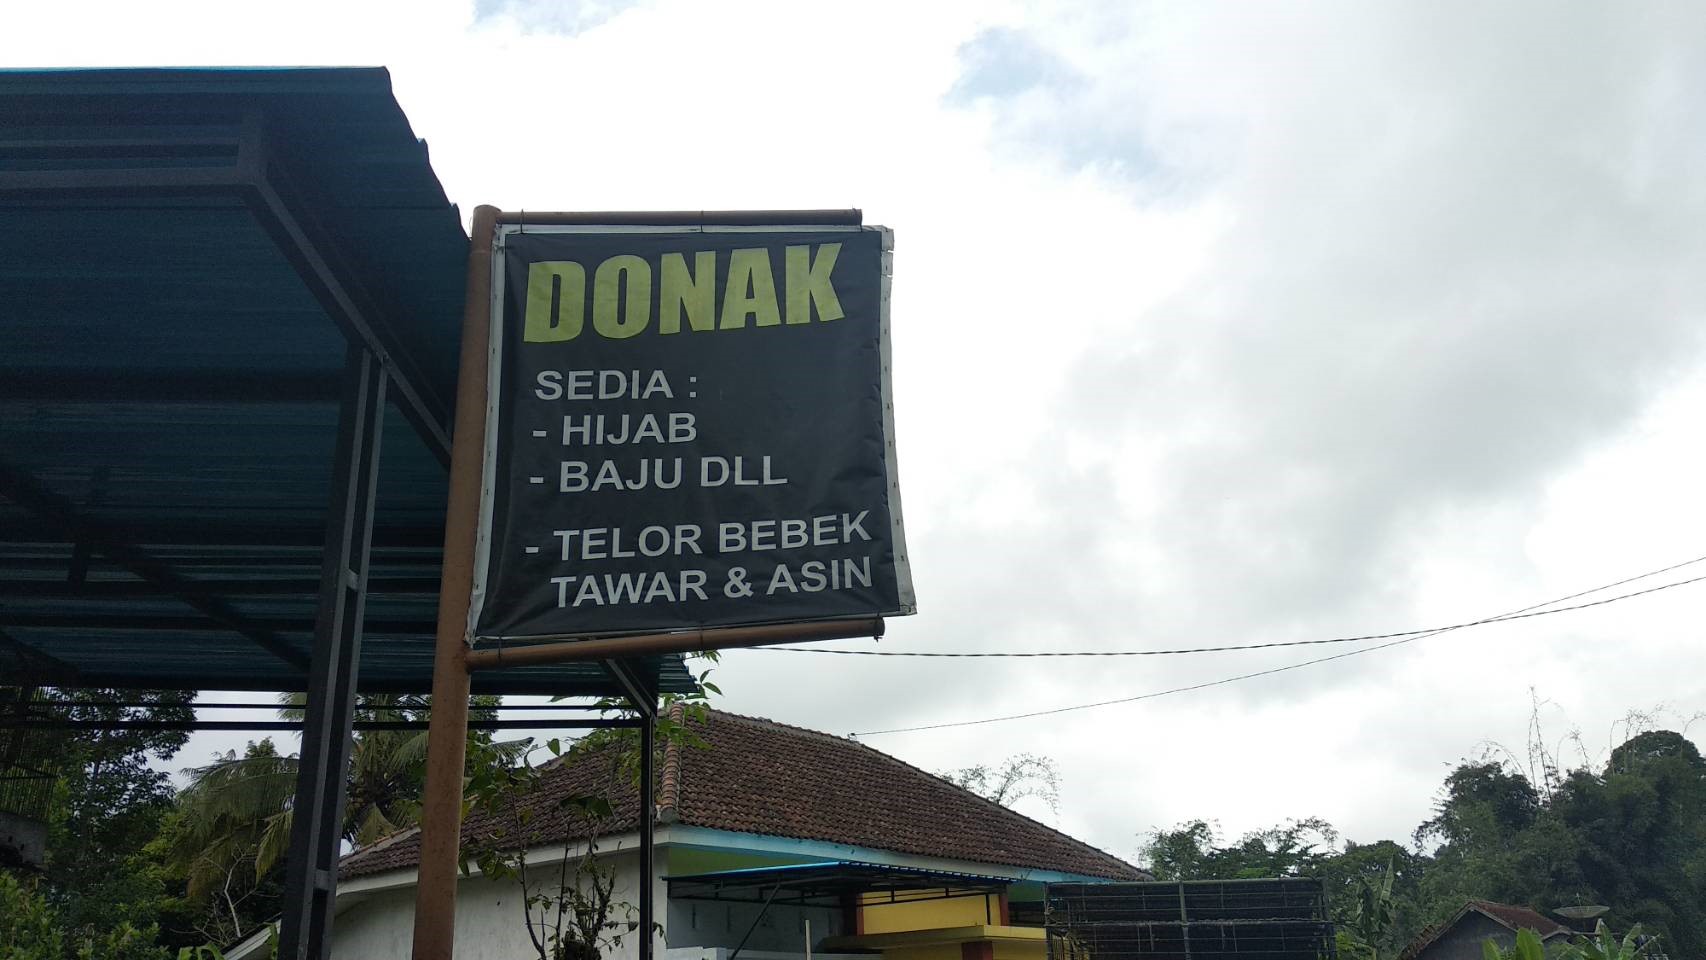 DONAK
SEDIA :
- HIJAB
- BAJU DLL
- TELOR BEBEK
TAWAR & ASIN